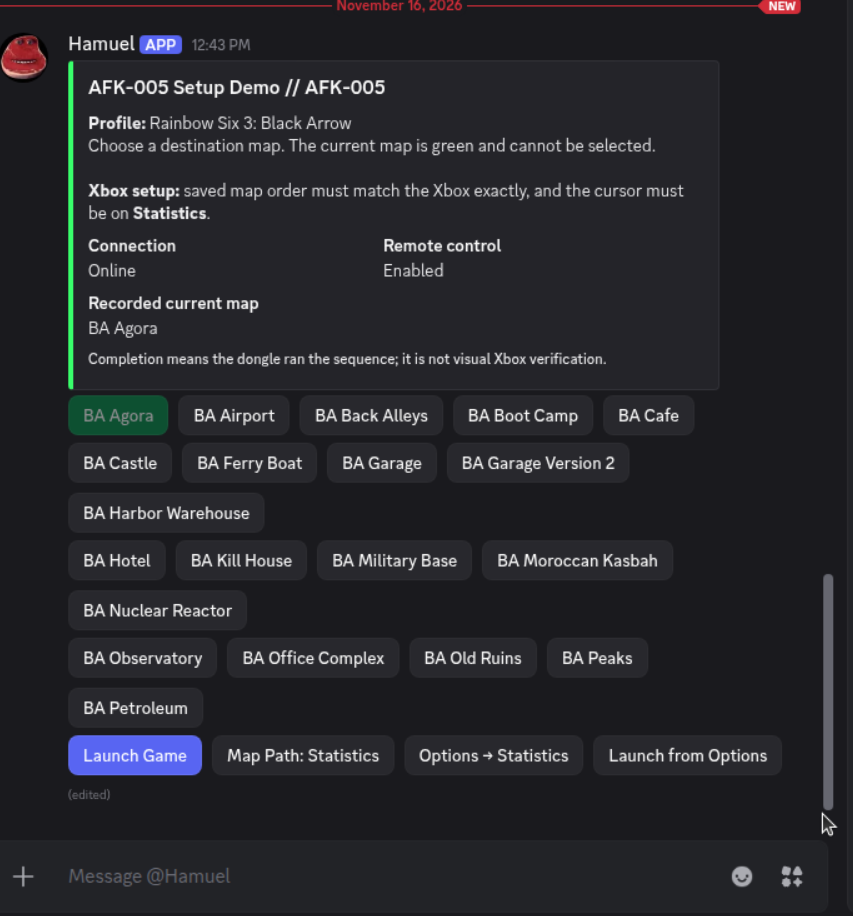 November 16, 2026
NEW
Hamuel APP 12:43 PM
AFK-005 Setup Demo // AFK-005
Profile: Rainbow Six 3: Black Arrow
Choose a destination map. The current map is green and cannot be selected.
Xbox setup: saved map order must match the Xbox exactly, and the cursor must
be on Statistics.
Connection Remote control
Online Enabled
Recorded current map
BA Agora
Completion means the dongle ran the sequence; it is not visual Xbox verification.
BA Agora BA Airport BA Back Alleys BA Boot Camp BA Cafe
BA Castle BA Ferry Boat BA Garage BA Garage Version 2
BA Harbor Warehouse
BA Hotel BA Kill House BA Military Base BA Moroccan Kasbah
BA Nuclear Reactor
BA Observatory BA Office Complex BA Old Ruins BA Peaks
BA Petroleum
Launch Game Map Path: Statistics Options → Statistics Launch from Options
(edited)
Message @Hamuel